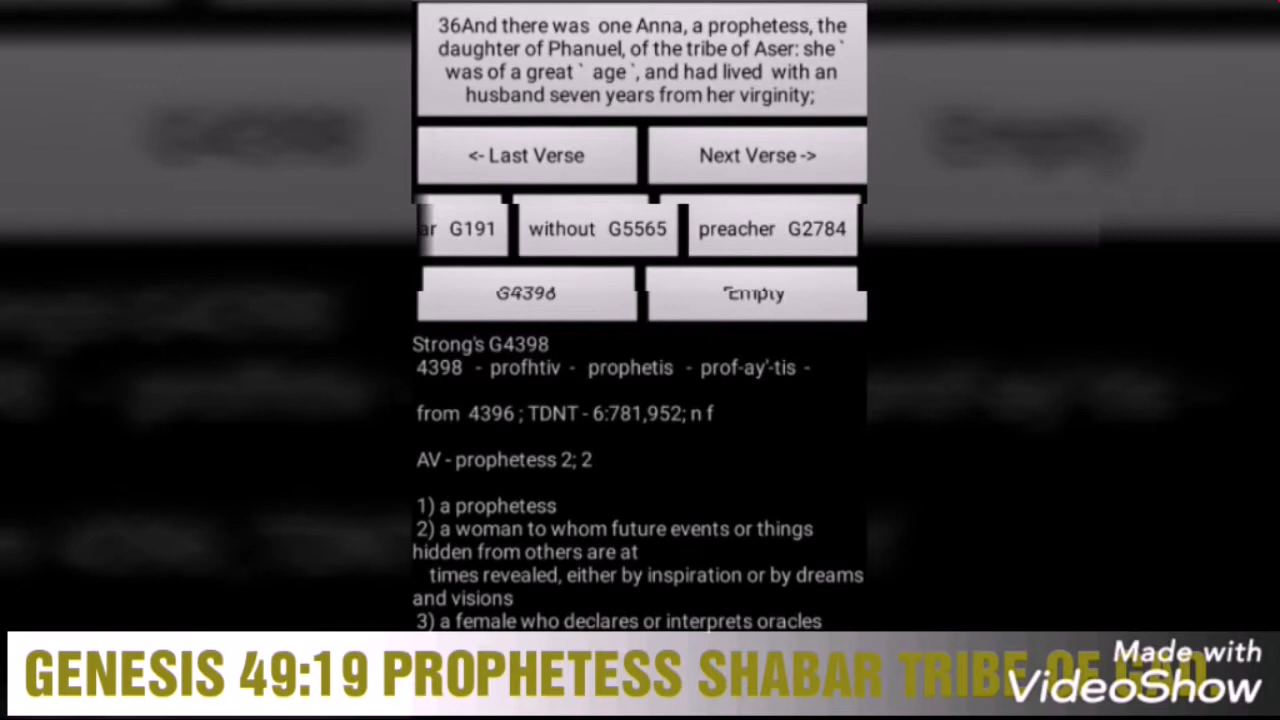 36And there was one Anna, a prophetess, the
daughter of Phanuel, of the tribe of Aser: she `
was of a great ` age `, and had lived with an
husband seven years from her virginity;
<- Last Verse Next Verse ->
ar G191 without G5565 preacher G2784
G4398 Empty
Strong's G4398
4398 - profhtiv - prophetis - prof-ay'-tis -
from 4396 ; TDNT - 6:781,952; n f
AV - prophetess 2; 2
1) a prophetess
2) a woman to whom future events or things
hidden from others are at
times revealed, either by inspiration or by dreams
and visions
3) a female who declares or interprets oracles
GENESIS 49:19 PROPHETESS SHABAR TRIBE OF GAD
Made with
VideoShow